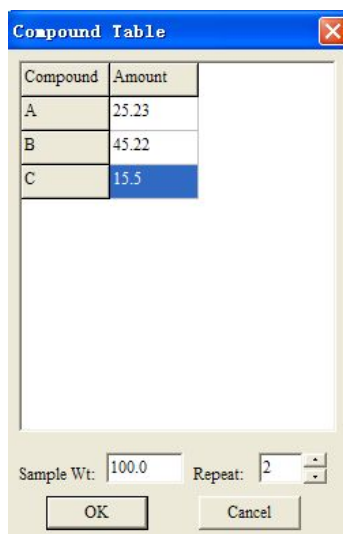 Compound Table
Compound Amount
A 25.23
B 45.22
C 15.5
Sample Wt: 100.0 Repeat: 2
OK Cancel